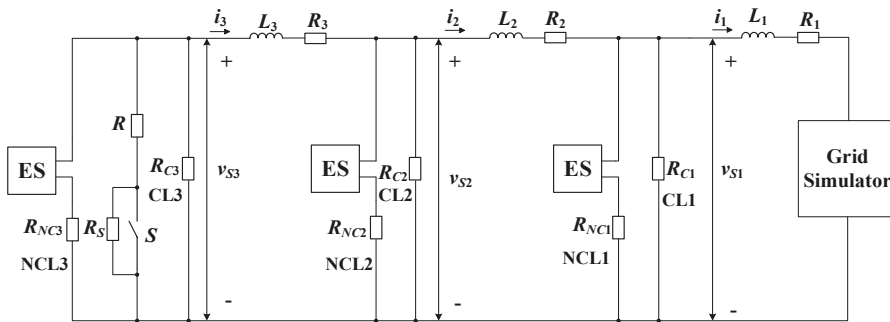 i3 L3 R3 i2 L2 R2 i1 L1 R1
+ + +
R
ES RC3 vS3 ES RC2 vS2 ES RC1 vS1 Grid
CL3 CL2 CL1 Simulator
RNC3 RS S RNC2 RNC1
NCL3 NCL2 NCL1
- - -